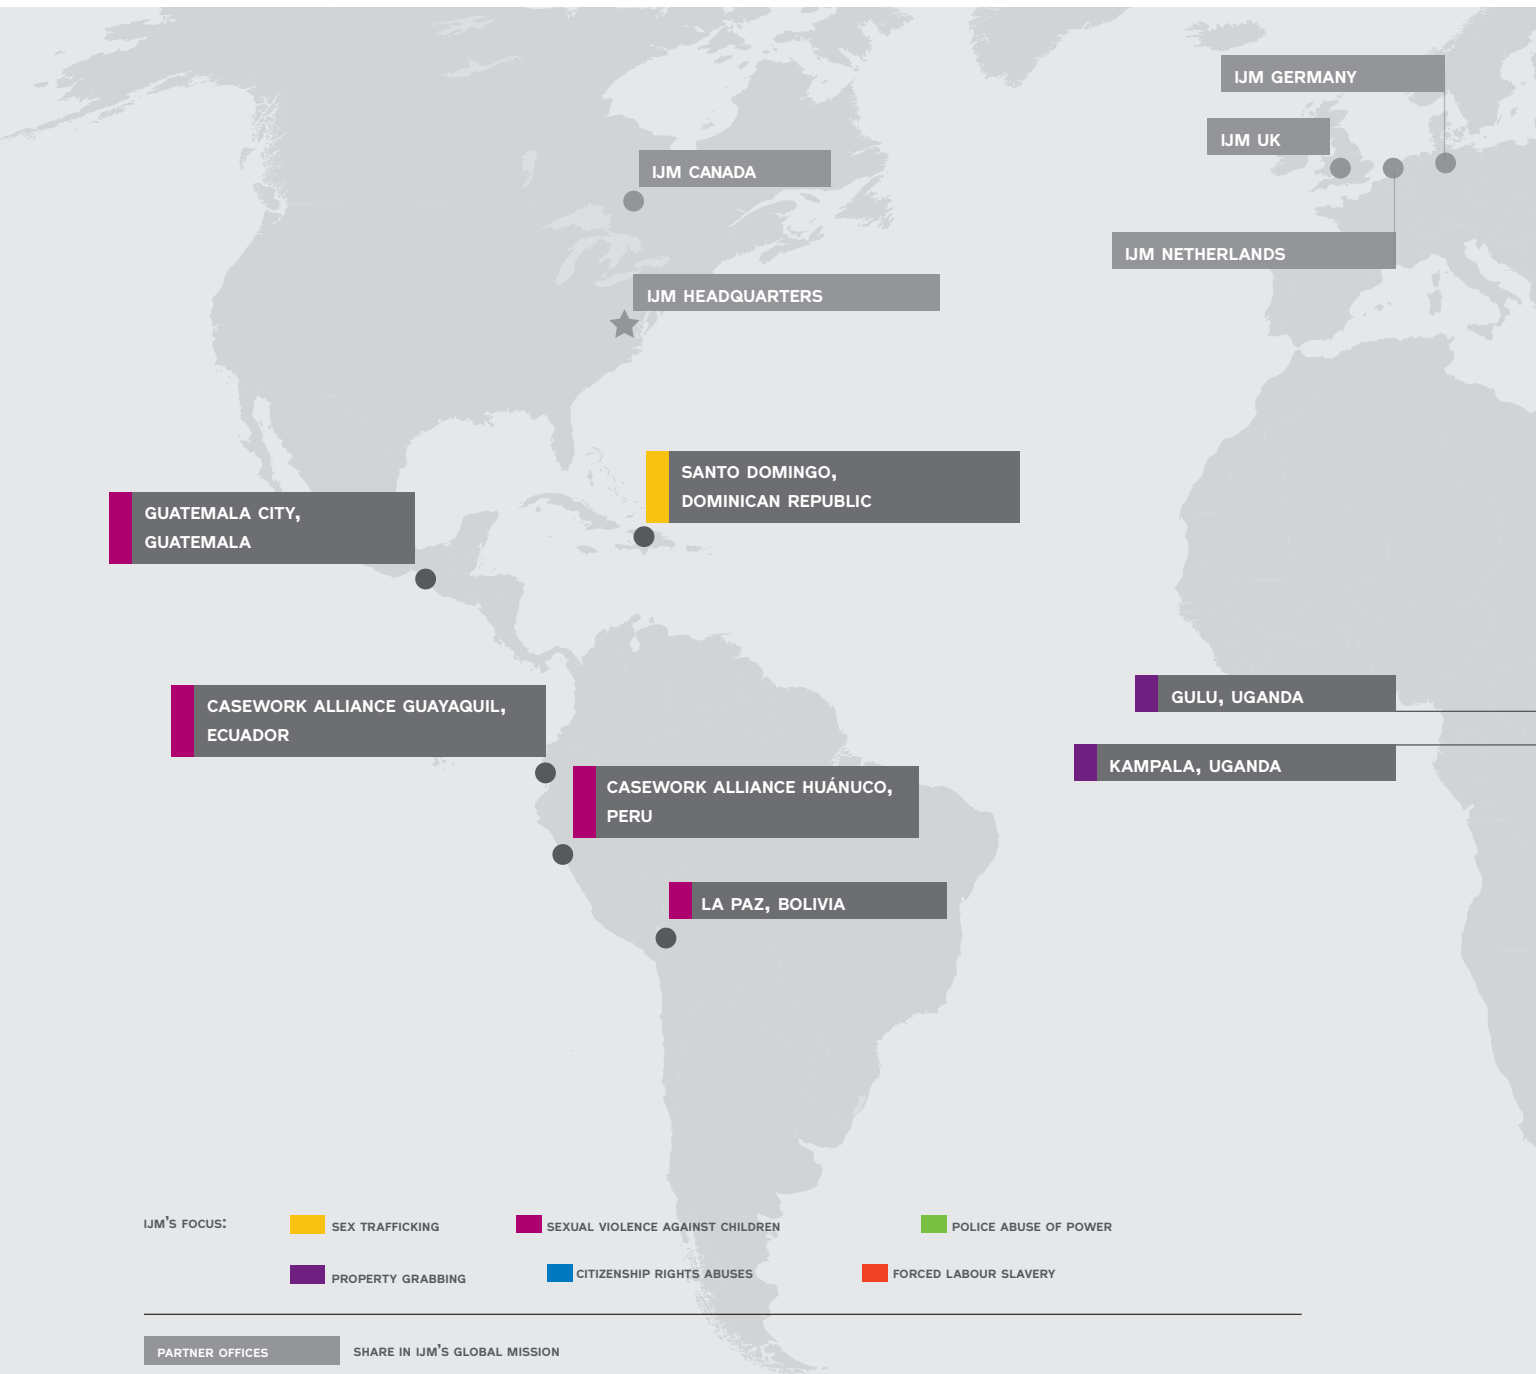 IJM GERMANY
IJM UK
IJM CANADA
IJM NETHERLANDS
IJM HEADQUARTERS
SANTO DOMINGO,
DOMINICAN REPUBLIC
GUATEMALA CITY,
GUATEMALA
GULU, UGANDA
CASEWORK ALLIANCE GUAYAQUIL,
ECUADOR
KAMPALA, UGANDA
CASEWORK ALLIANCE HUÁNUCO,
PERU
LA PAZ, BOLIVIA
IJM'S FOCUS:
SEX TRAFFICKING
SEXUAL VIOLENCE AGAINST CHILDREN
POLICE ABUSE OF POWER
PROPERTY GRABBING
CITIZENSHIP RIGHTS ABUSES
FORCED LABOUR SLAVERY
PARTNER OFFICES
SHARE IN IJM'S GLOBAL MISSION